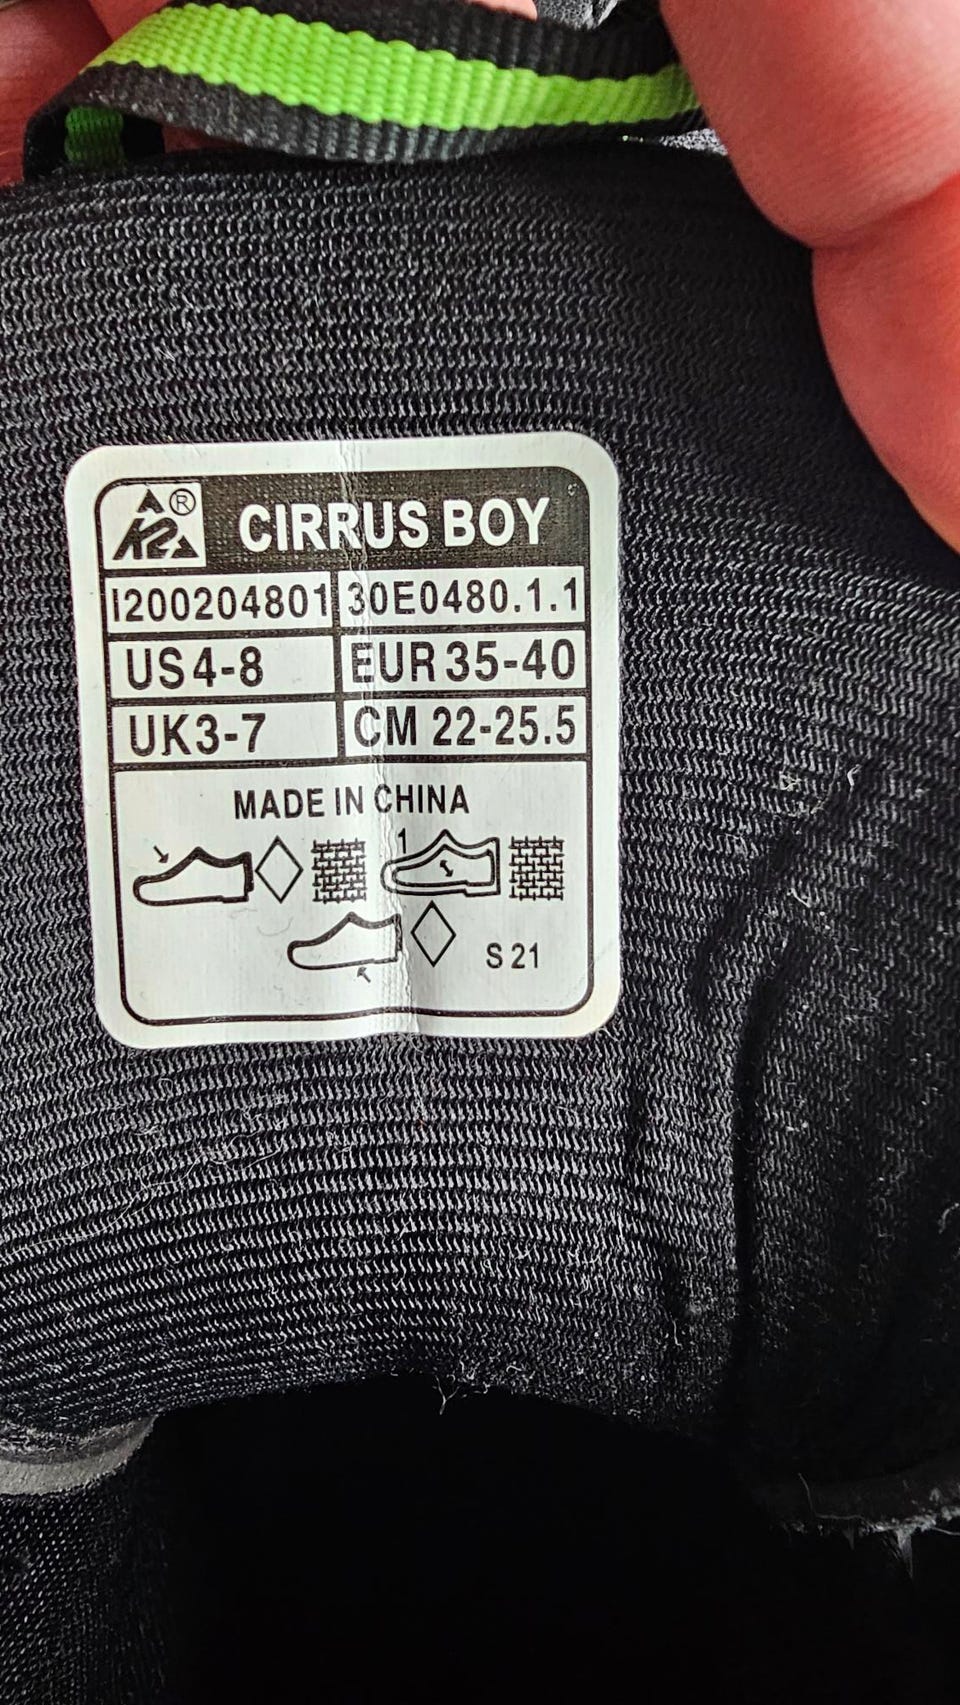 K2® CIRRUS BOY
I200204801 30E0480.1.1
US4-8 EUR35-40
UK3-7 CM 22-25.5
MADE IN CHINA
1
S 21